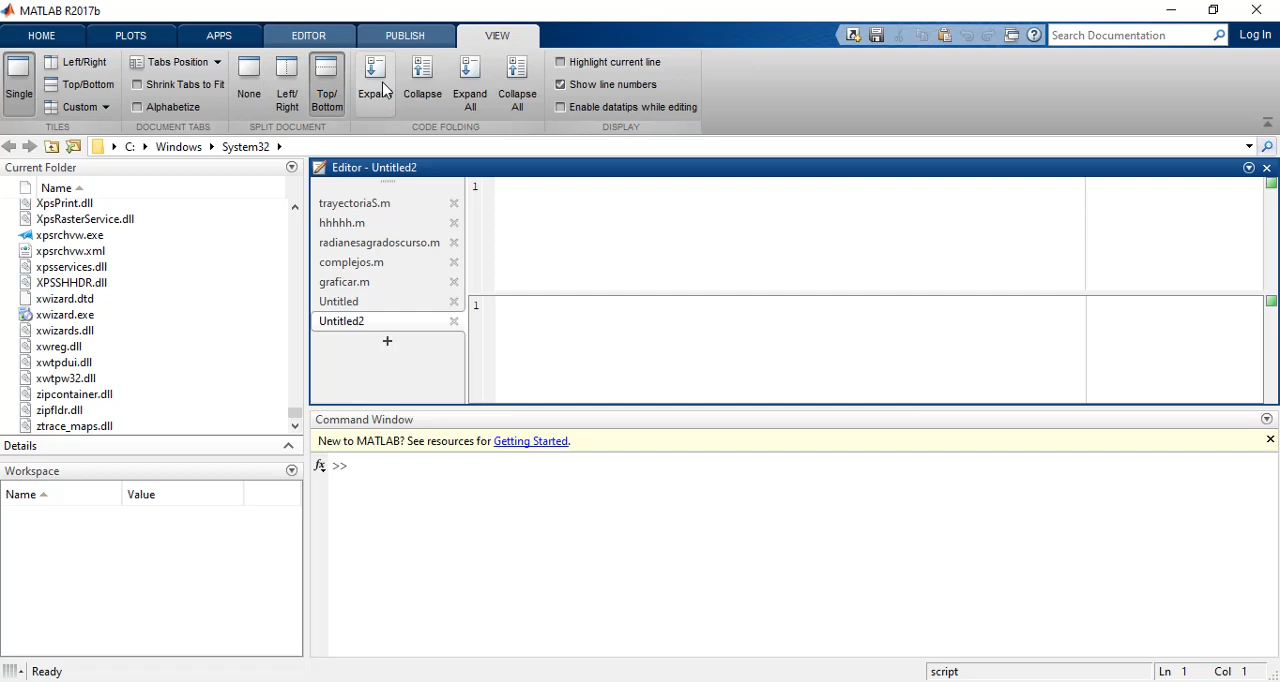 MATLAB R2017b
HOME PLOTS APPS EDITOR PUBLISH VIEW Search Documentation Log In
Left/Right Tabs Position Highlight current line
Top/Bottom Shrink Tabs to Fit Show line numbers
Single None Left/ Right Top/ Bottom Expand Collapse Expand All Collapse All
Custom Alphabetize Enable datatips while editing
TILES DOCUMENT TABS SPLIT DOCUMENT CODE FOLDING DISPLAY
C: Windows System32
Current Folder
Name
XpsPrint.dll
XpsRasterService.dll
xpsrchvw.exe
xpsrchvw.xml
xpsservices.dll
XPSSHHDR.dll
xwizard.dtd
xwizard.exe
xwizards.dll
xwreg.dll
xwtpdui.dll
xwtpw32.dll
zipcontainer.dll
zipfldr.dll
ztrace_maps.dll
Details
Workspace
Name Value
Editor - Untitled2
trayectoriaS.m
hhhhh.m
radianesagradoscurso.m
complejos.m
graficar.m
Untitled
Untitled2
1
1
Command Window
New to MATLAB? See resources for Getting Started.
fx >>
Ready script Ln 1 Col 1